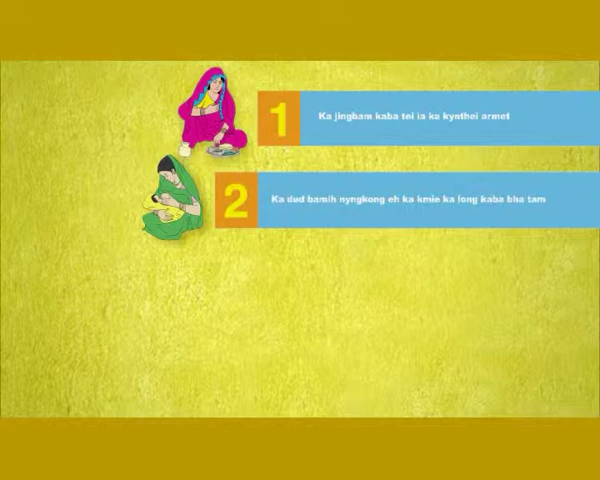 1
Ka jingbam kaba toi ia ka kynthei armet
2
Ka dud bamih nyngkong eh ka kmie ka long kaba bha tam